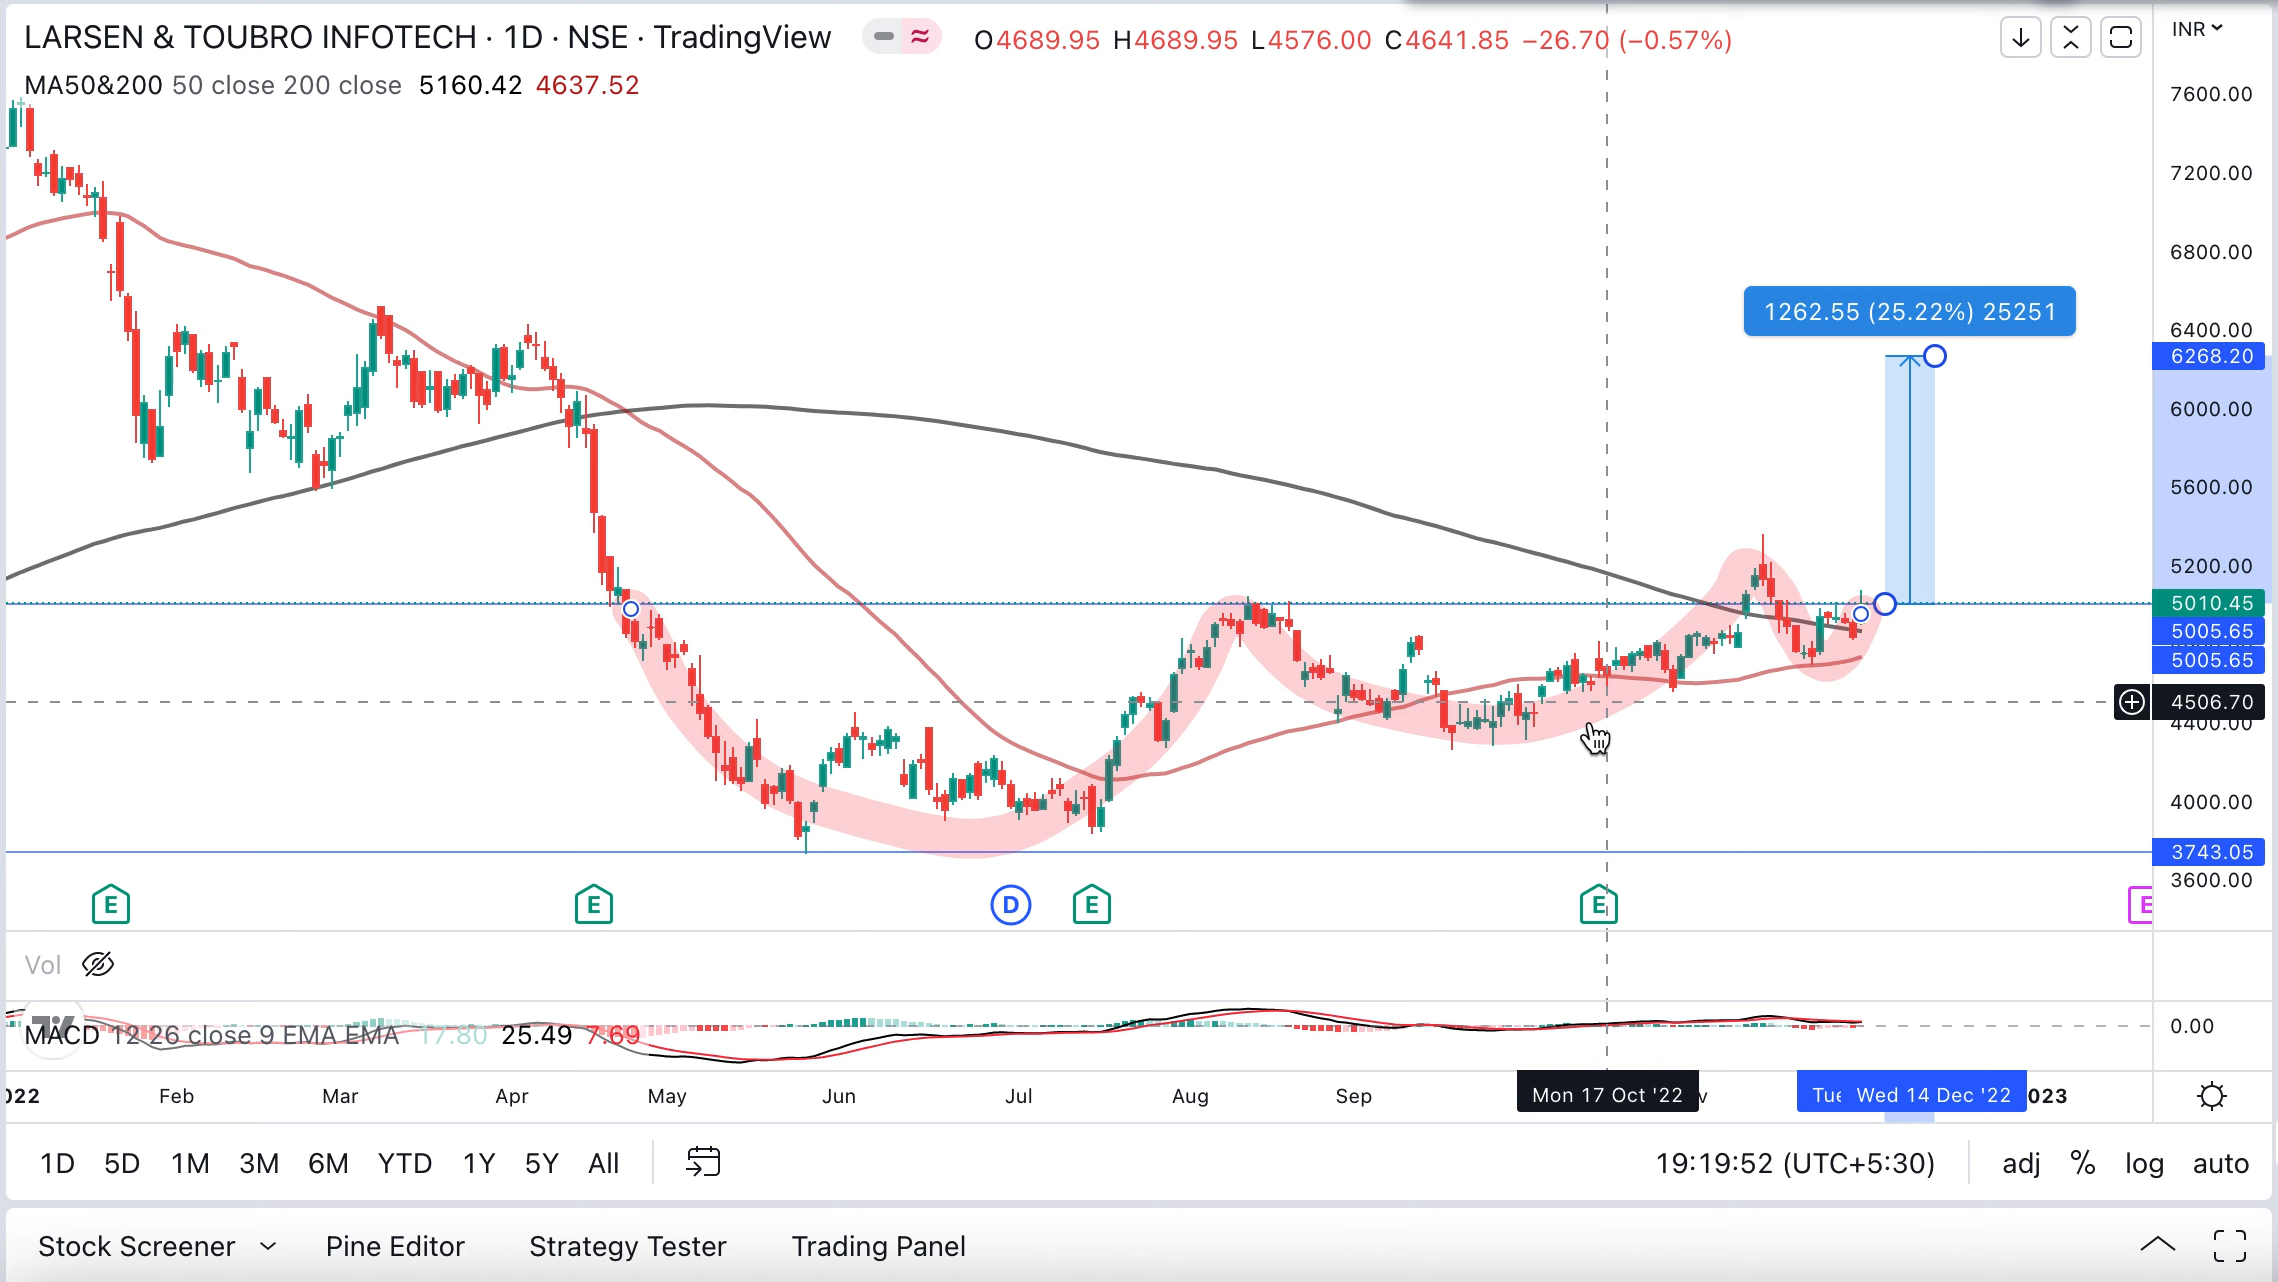 LARSEN & TOUBRO INFOTECH · 1D · NSE · TradingView O4689.95 H4689.95 L4576.00 C4641.85 −26.70 (−0.57%)
INR
MA50&200 50 close 200 close 5160.42 4637.52
7600.00
7200.00
6800.00
1262.55 (25.22%) 25251
6400.00
6268.20
6000.00
5600.00
5200.00
5010.45
5005.65
5005.65
4506.70
4400.00
4000.00
3743.05
3600.00
E E D E E E
Vol
MACD 12 26 close 9 EMA EMA 17.80 25.49 7.69
0.00
022 Feb Mar Apr May Jun Jul Aug Sep Mon 17 Oct '22 v Tue Wed 14 Dec '22 023
1D 5D 1M 3M 6M YTD 1Y 5Y All 19:19:52 (UTC+5:30) adj % log auto
Stock Screener Pine Editor Strategy Tester Trading Panel